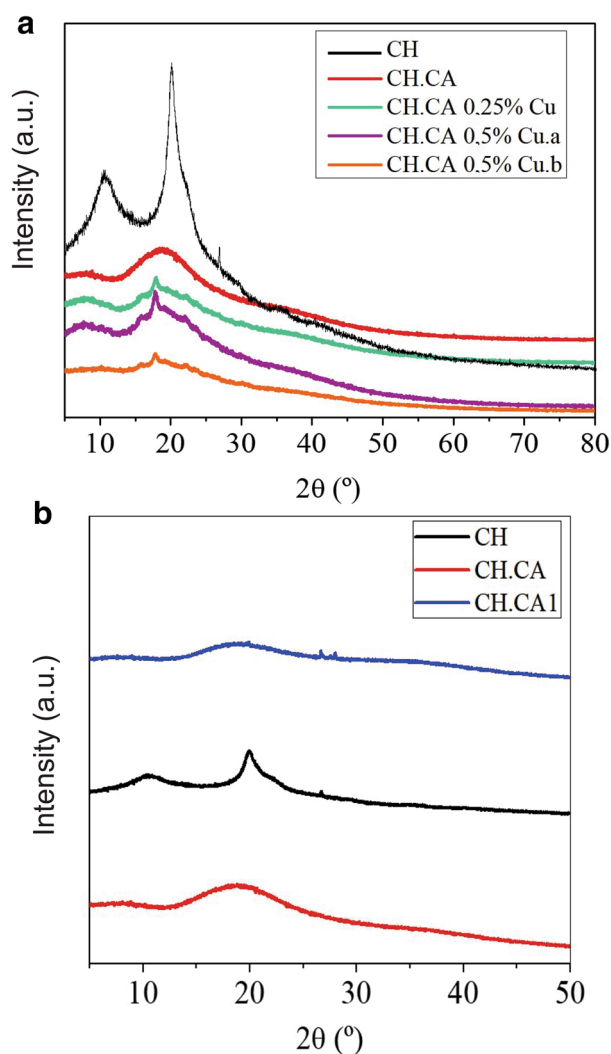 a
Intensity (a.u.)
CH
CH.CA
CH.CA 0,25% Cu
CH.CA 0,5% Cu.a
CH.CA 0,5% Cu.b
10 20 30 40 50 60 70 80
2θ (º)
b
Intensity (a.u.)
CH
CH.CA
CH.CA1
10 20 30 40 50
2θ (º)